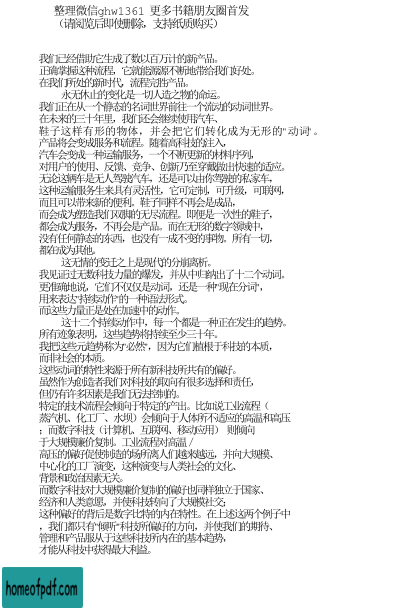 整理微信ghw1361 更多书籍朋友圈首发
（请阅览后即使删除，支持纸质购买）
我们已经借助它生成了数以百万计的新产品。
正确掌握这种流程，它就能源源不断地带给我们好处。
在我们所处的新时代，流程完胜产品。
永无休止的变化是一切人造之物的命运。
我们正在从一个静态的名词世界前往一个流动的动词世界。
在未来的三十年里，我们还会继续使用汽车、
鞋子这样有形的物体，并会把它们转化成为无形的“动词”。
产品将会变成服务和流程。随着高科技的注入，
汽车会变成一种运输服务，一个不断更新的材料序列，
对用户的使用、反馈、竞争、创新乃至穿戴做出快速的适应。
无论这辆车是无人驾驶汽车，还是可以由你驾驶的私家车，
这种运输服务生来具有灵活性，它可定制，可升级，可联网，
而且可以带来新的便利。鞋子同样不再会是成品，
而会成为塑造我们双脚的无尽流程。即便是一次性的鞋子，
都会成为服务，不再会是产品。而在无形的数字领域中，
没有任何静态的东西，也没有一成不变的事物。所有一切，
都在成为其他。
这无情的变迁之上是现代的分崩离析。
我见证过无数科技力量的爆发，并从中归纳出了十二个动词。
更准确地说，它们不仅仅是动词，还是一种“现在分词”，
用来表达“持续动作”的一种语法形式。
而这些力量正是处在加速中的动作。
这十二个持续动作中，每一个都是一种正在发生的趋势。
所有迹象表明，这些趋势将持续至少三十年。
我把这些元趋势称为“必然”，因为它们植根于科技的本质，
而非社会的本质。
这些动词的特性来源于所有新科技所共有的偏好。
虽然作为创造者我们对科技的取向有很多选择和责任，
但仍有许多因素是我们无法控制的。
特定的技术流程会倾向于特定的产出。比如说工业流程（
蒸汽机、化工厂、水坝）会倾向于人体所不适应的高温和高压
；而数字科技（计算机、互联网、移动应用） 则倾向
于大规模廉价复制。工业流程对高温 /
高压的偏好促使制造的场所离人们越来越远，并向大规模、
中心化的工厂演变，这种演变与人类社会的文化、
背景和政治因素无关。
而数字科技对大规模廉价复制的偏好也同样独立于国家、
经济和人类意愿，并使科技转向了大规模社交；
这种偏好的背后是数字比特的内在特性。在上述这两个例子中
，我们都只有“倾听”科技所偏好的方向，并使我们的期待、
管理和产品服从于这些科技所内在的基本趋势，
才能从科技中获得最大利益。
homeofpdf.com